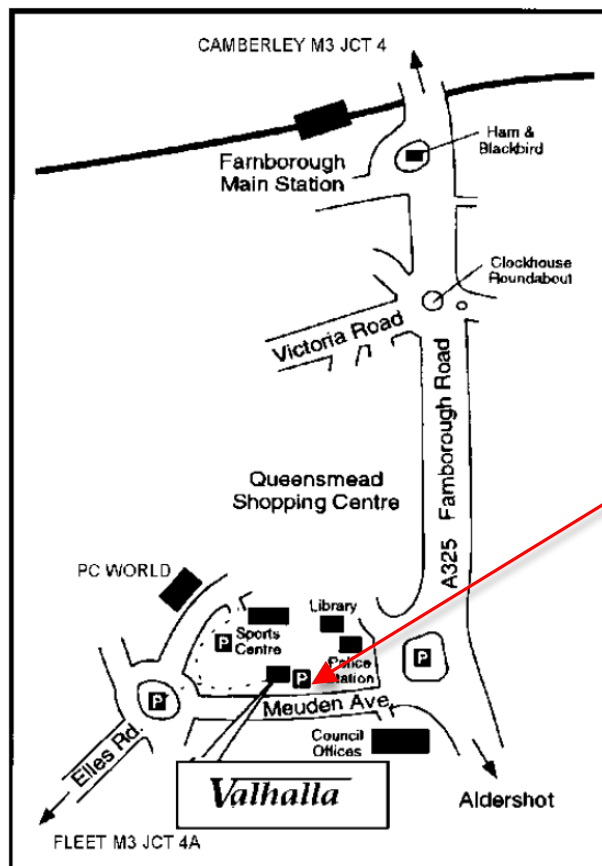 CAMBERLEY M3 JCT 4
Ham &
Blackbird
Farnborough
Main Station
Clockhouse
Roundabout
Victoria Road
A325 Farnborough Road
Queensmead
Shopping Centre
PC WORLD
Library
P
Sports
Centre
P
Police
Station
P
P
Meuden Ave
Elles Rd.
Council
Offices
Valhalla
Aldershot
FLEET M3 JCT 4A